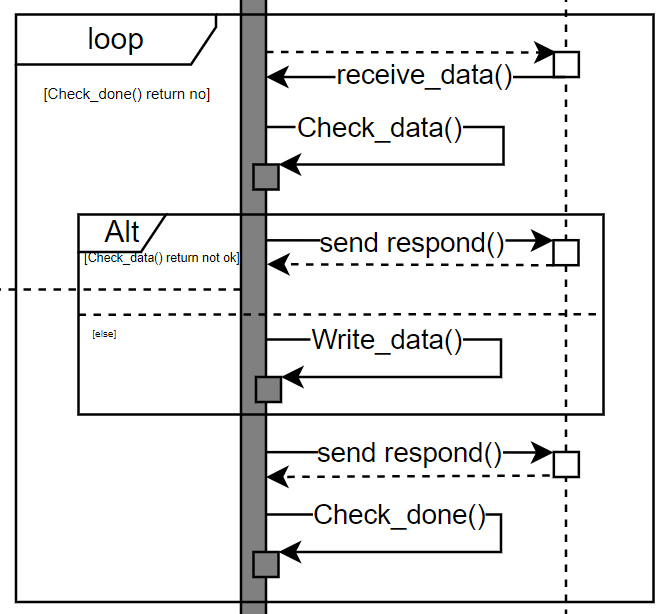 loop
[Check_done() return no]
receive_data()
Check_data()
Alt
[Check_data() return not ok]
send respond()
[else]
Write_data()
send respond()
Check_done()